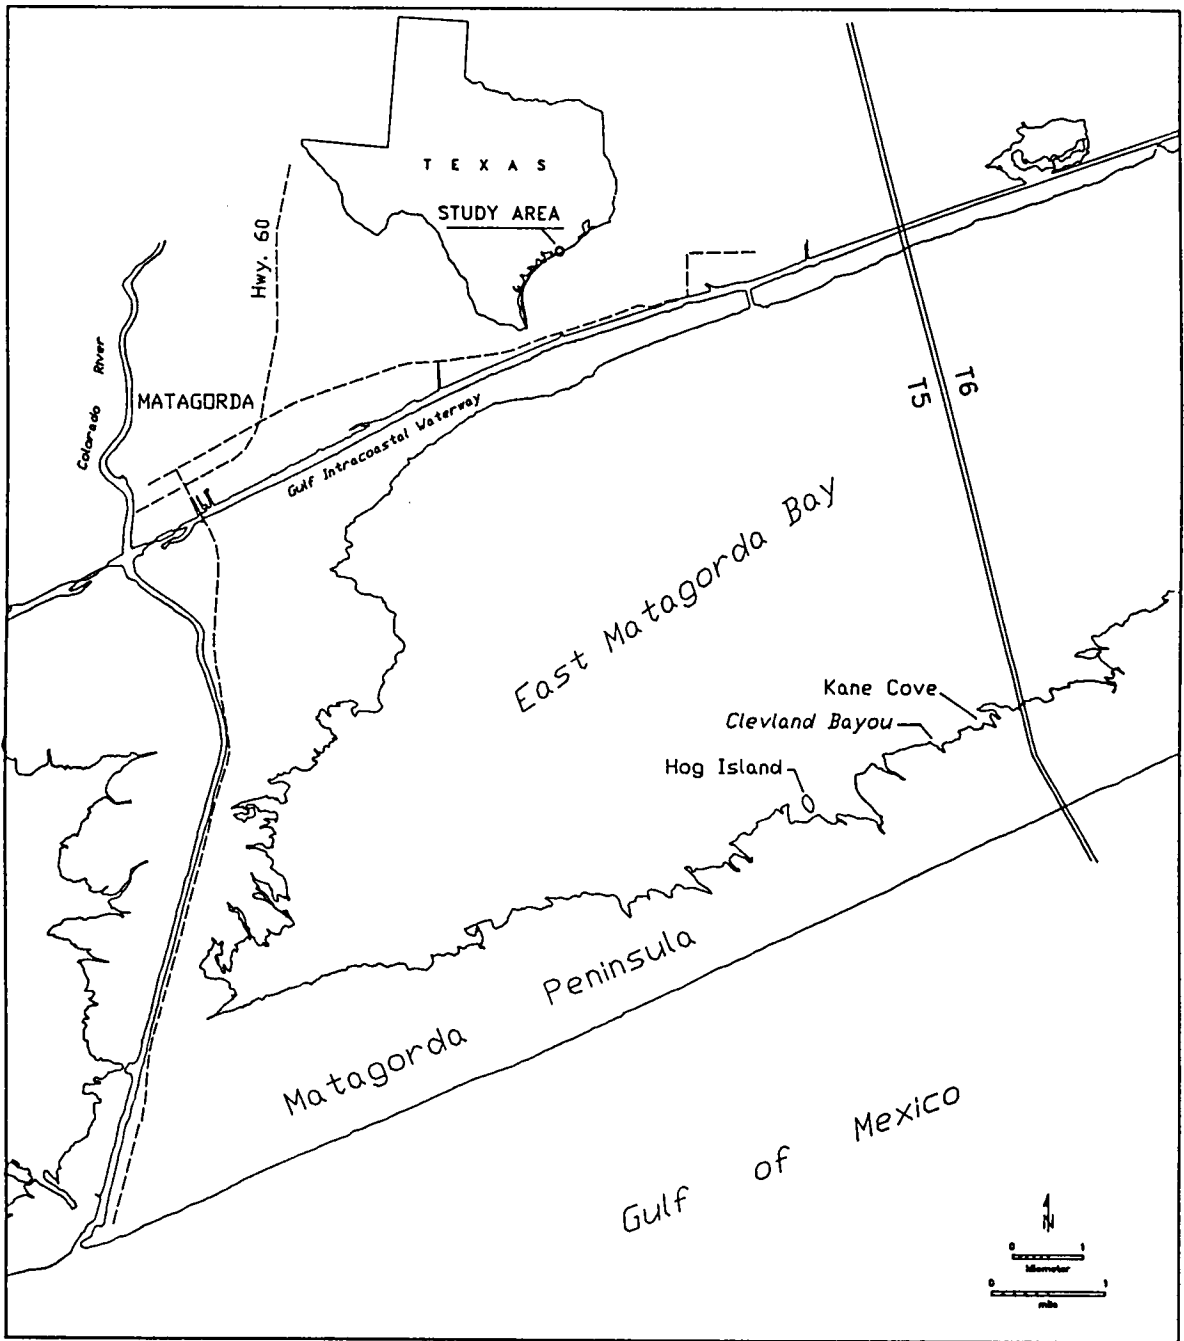 T E X A S
STUDY AREA
Hwy. 60
Colorado River
MATAGORDA
Gulf Intracoastal Waterway
T6
T5
East Matagorda Bay
Kane Cove
Clevland Bayou
Hog Island
Matagorda Peninsula
Gulf of Mexico
N
0 1
kilometer
0 1
mile